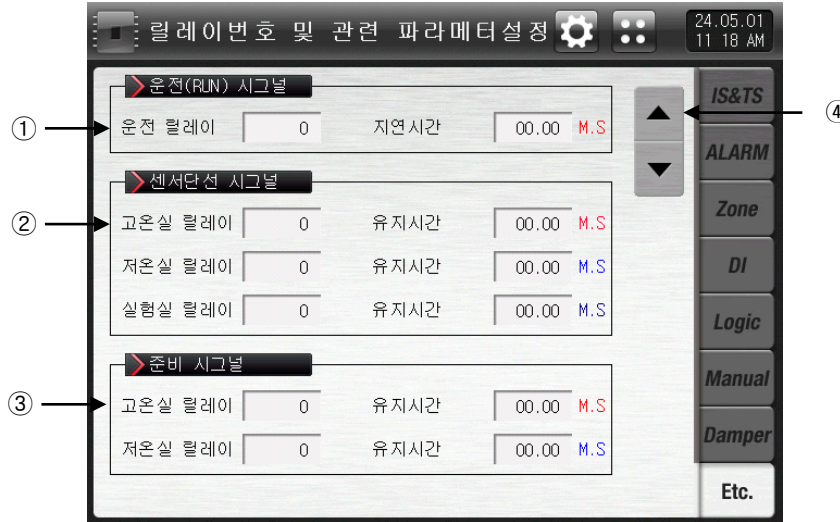 릴레이번호 및 관련 파라메터설정
24.05.01
11 18 AM
운전(RUN) 시그널
① 운전 릴레이 0 지연시간 00.00 M.S
④
센서단선 시그널
② 고온실 릴레이 0 유지시간 00.00 M.S
저온실 릴레이 0 유지시간 00.00 M.S
실험실 릴레이 0 유지시간 00.00 M.S
준비 시그널
③ 고온실 릴레이 0 유지시간 00.00 M.S
저온실 릴레이 0 유지시간 00.00 M.S
IS&TS
ALARM
Zone
DI
Logic
Manual
Damper
Etc.